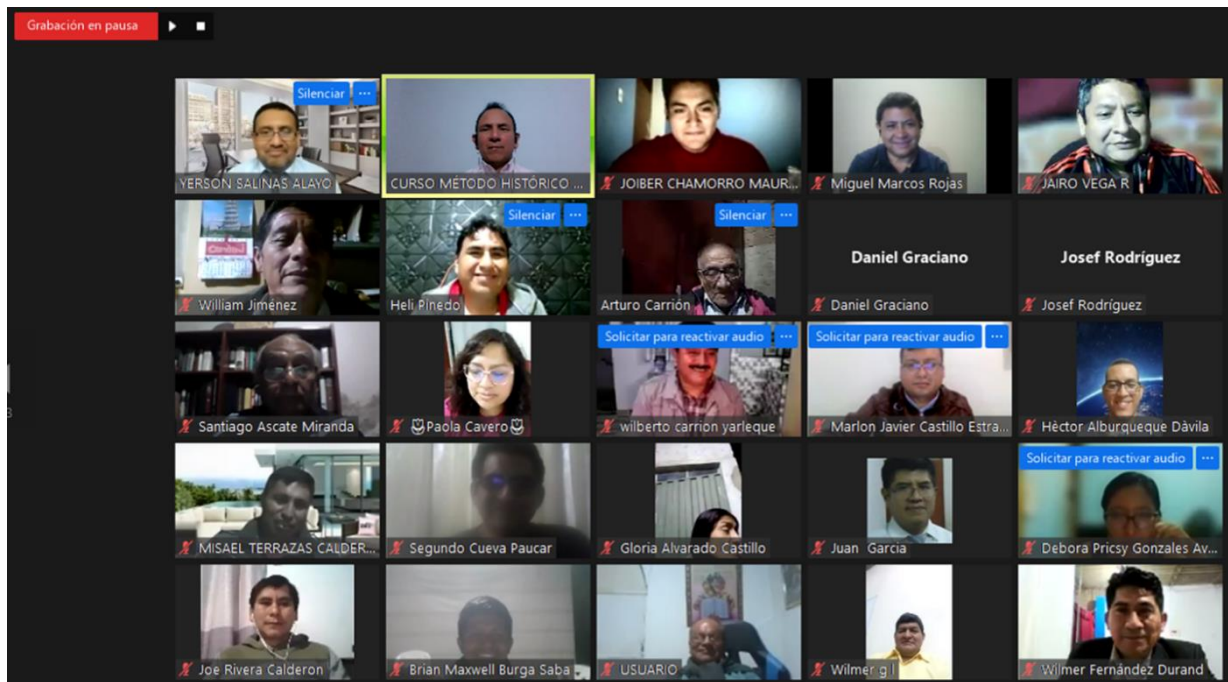 Grabación en pausa
Silenciar ...
YERSON SALINAS ALAYO
CURSO MÉTODO HISTÓRICO ...
JOIBER CHAMORRO MAUR...
Miguel Marcos Rojas
JAIRO VEGA R
William Jiménez
Silenciar ...
Heli Pinedo
Silenciar ...
Arturo Carrión
Daniel Graciano
Daniel Graciano
Josef Rodríguez
Josef Rodríguez
Santiago Ascate Miranda
Paola Cavero
Solicitar para reactivar audio ...
wilberto carrion yarleque
Solicitar para reactivar audio ...
Marlon Javier Castillo Estra...
Hèctor Alburqueque Dàvila
MISAEL TERRAZAS CALDER...
Segundo Cueva Paucar
Gloria Alvarado Castillo
Juan Garcia
Solicitar para reactivar audio ...
Debora Pricsy Gonzales Av...
Joe Rivera Calderon
Brian Maxwell Burga Saba
USUARIO
Wilmer g l
Wilmer Fernández Durand